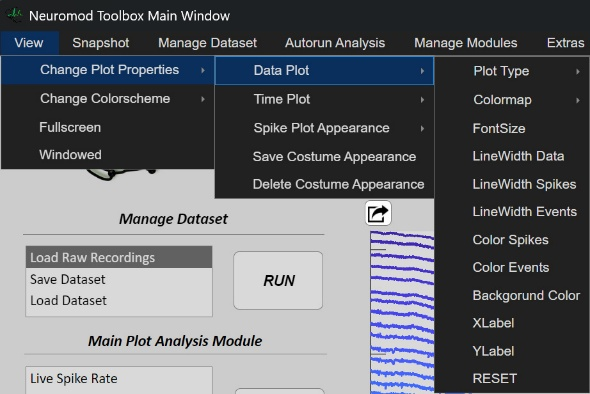 Neuromod Toolbox Main Window
View Snapshot Manage Dataset Autorun Analysis Manage Modules Extras
Change Plot Properties
Change Colorscheme
Fullscreen
Windowed
Data Plot
Time Plot
Spike Plot Appearance
Save Costume Appearance
Delete Costume Appearance
Plot Type
Colormap
FontSize
LineWidth Data
LineWidth Spikes
LineWidth Events
Color Spikes
Color Events
Backgorund Color
XLabel
YLabel
RESET
Manage Dataset
Load Raw Recordings
Save Dataset
Load Dataset
RUN
Main Plot Analysis Module
Live Spike Rate